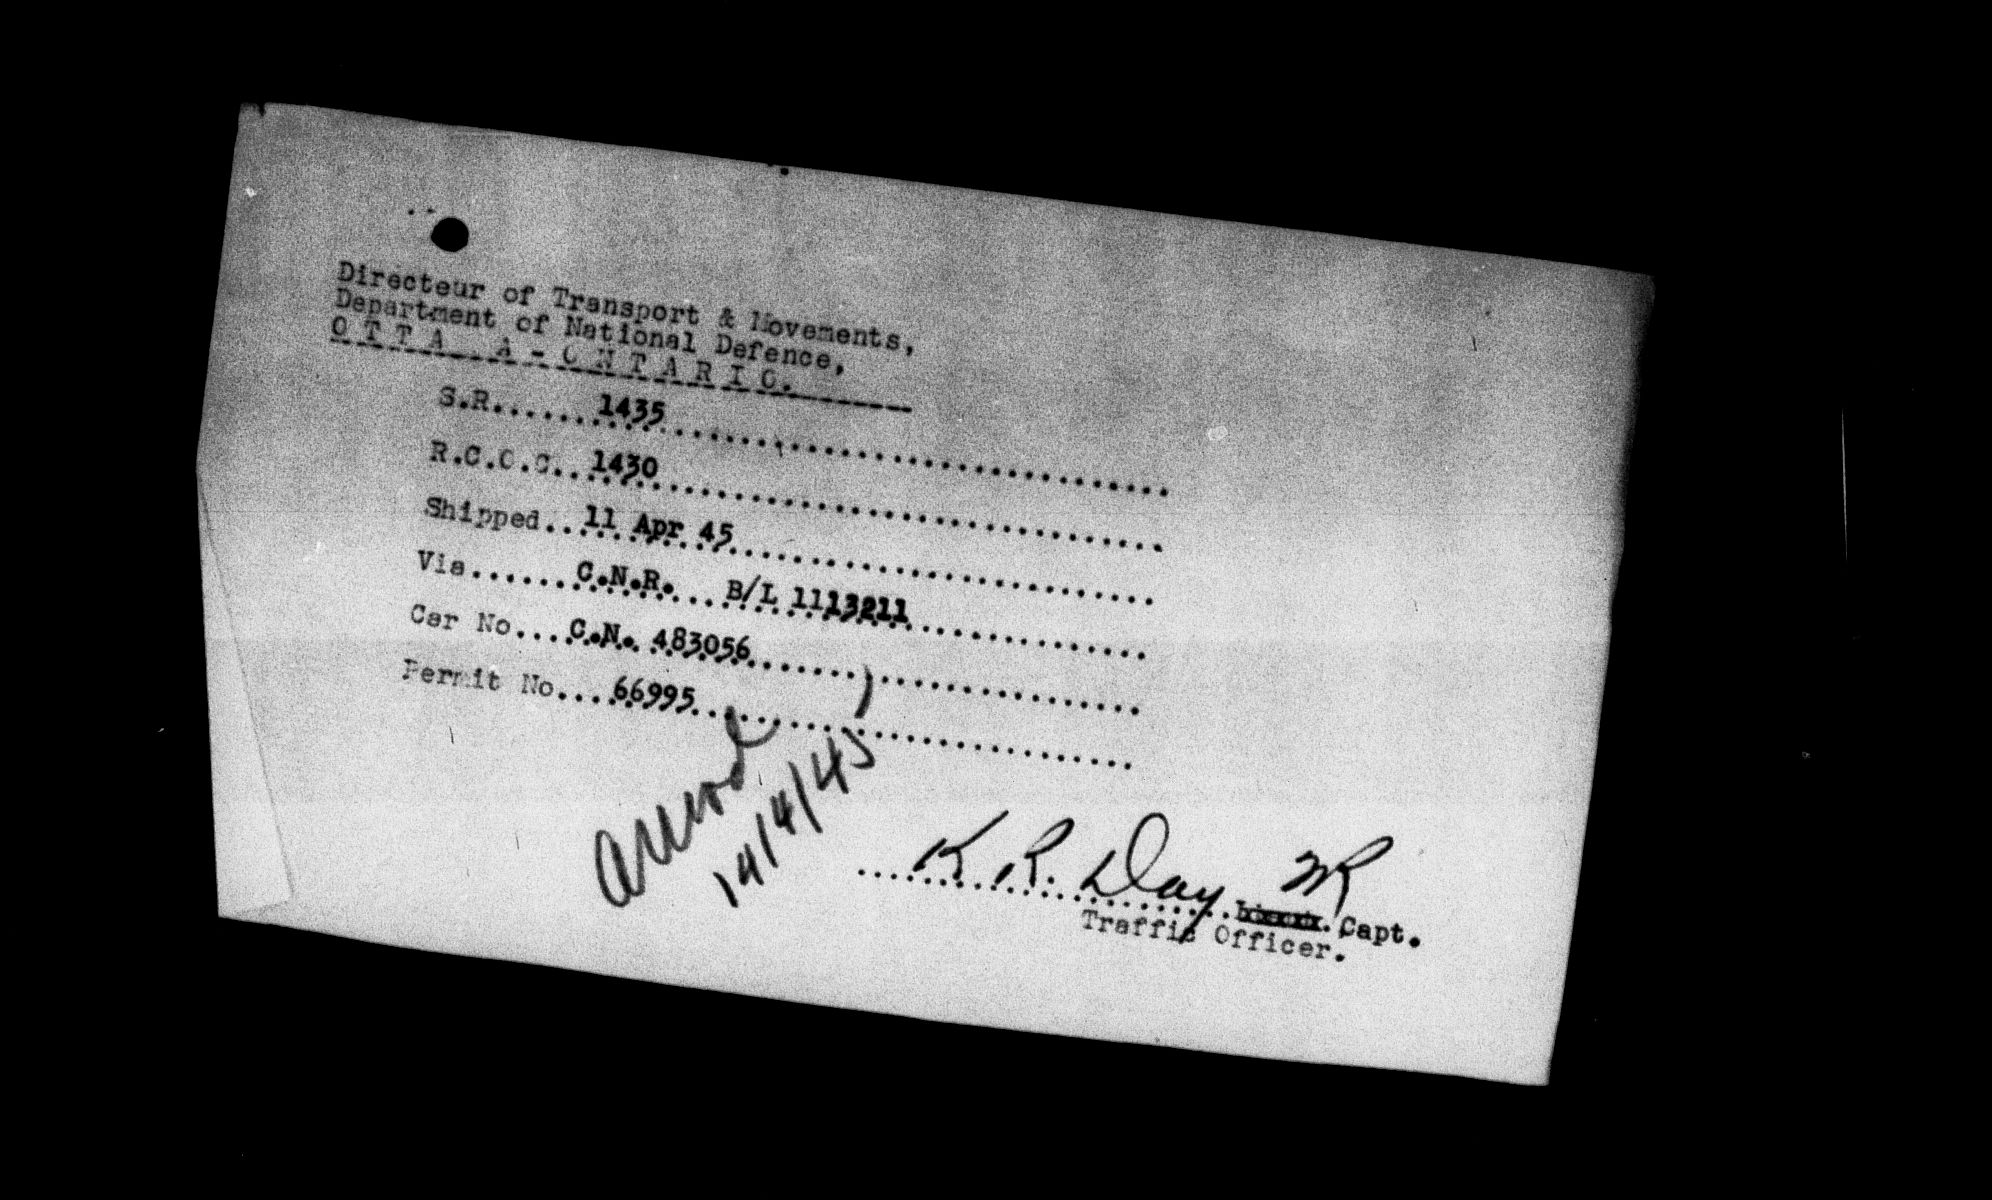 Directeur of Transport & Movements,
Department of National Defence,
O T T A   A - O N T A R I O.
S.R...... 1435
R.C.O.C.. 1430
Shipped.. 11 Apr 45
Via...... C.N.R.   B/L 1113211
Car No... C.N. 483056
Permit No... 66995
arrived
14/4/45
K R. Day Capt.
Traffic Officer.